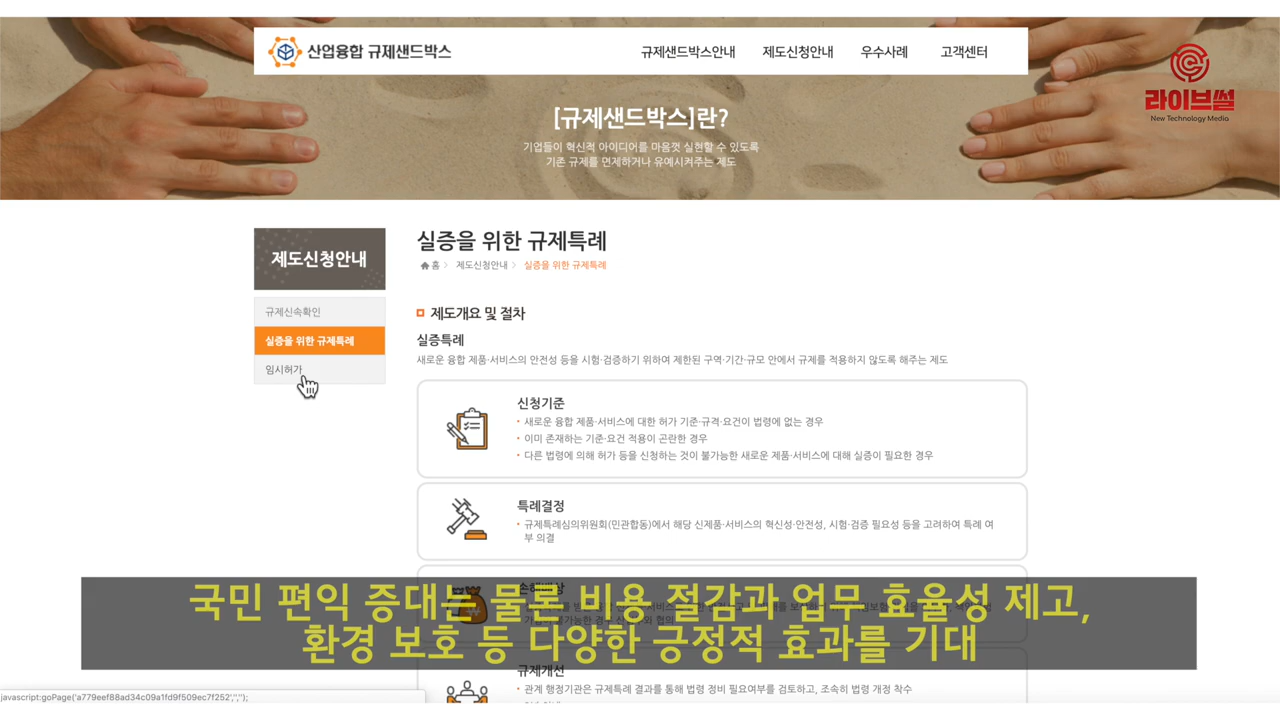 산업융합 규제샌드박스
규제샌드박스안내 제도신청안내 우수사례 고객센터
라이브썰
New Technology Media
[규제샌드박스]란?
기업들이 혁신적 아이디어를 마음껏 실현할 수 있도록
기존 규제를 면제하거나 유예시켜주는 제도
제도신청안내
규제신속확인
실증을 위한 규제특례
임시허가
실증을 위한 규제특례
홈 > 제도신청안내 > 실증을 위한 규제특례
제도개요 및 절차
실증특례
새로운 융합 제품·서비스의 안전성 등을 시험·검증하기 위하여 제한된 구역·기간·규모 안에서 규제를 적용하지 않도록 해주는 제도
신청기준
새로운 융합 제품·서비스에 대한 허가 기준·규격·요건이 법령에 없는 경우
이미 존재하는 기준·요건 적용이 곤란한 경우
다른 법령에 의해 허가 등을 신청하는 것이 불가능한 새로운 제품·서비스에 대해 실증이 필요한 경우
특례결정
규제특례심의위원회(민관합동)에서 해당 신제품·서비스의 혁신성·안전성, 시험·검증 필요성 등을 고려하여 특례 여
부 의결
손해배상
국민 편익 증대는 물론 비용 절감과 업무 효율성 제고,
환경 보호 등 다양한 긍정적 효과를 기대
규제개선
관계 행정기관은 규제특례 결과를 통해 법령 정비 필요여부를 검토하고, 조속히 법령 개정 착수
javascript:goPage('a779eef88ad34c09a1fd9f509ec7f252','','');